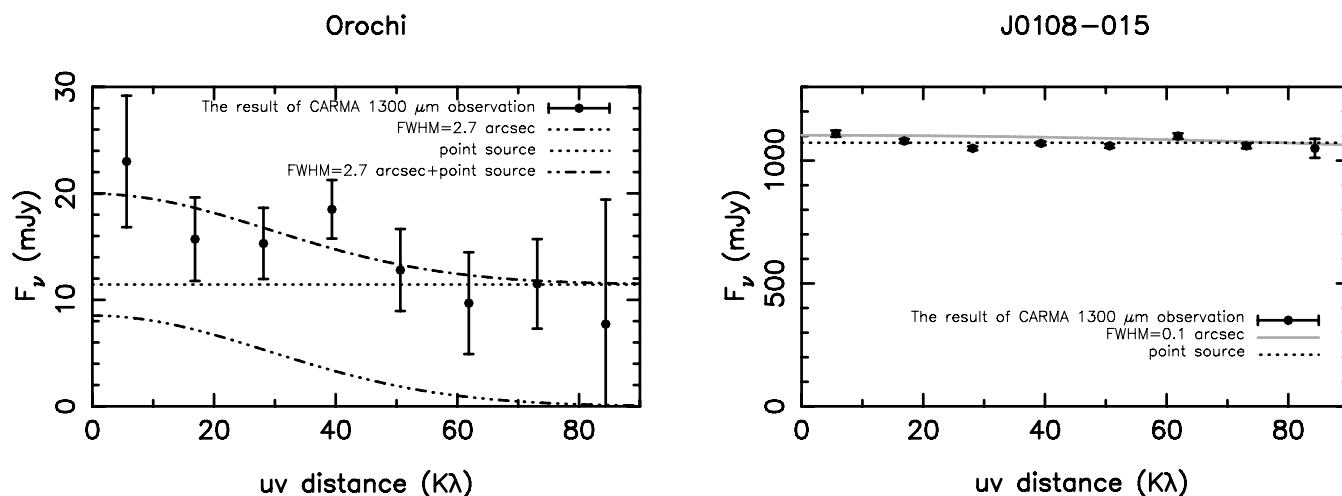 Orochi
The result of CARMA 1300 μm observation
FWHM=2.7 arcsec
point source
FWHM=2.7 arcsec+point source
30
20
10
0
F_ν (mJy)
0 20 40 60 80
uv distance (Kλ)
J0108−015
1000
500
0
F_ν (mJy)
The result of CARMA 1300 μm observation
FWHM=0.1 arcsec
point source
0 20 40 60 80
uv distance (Kλ)